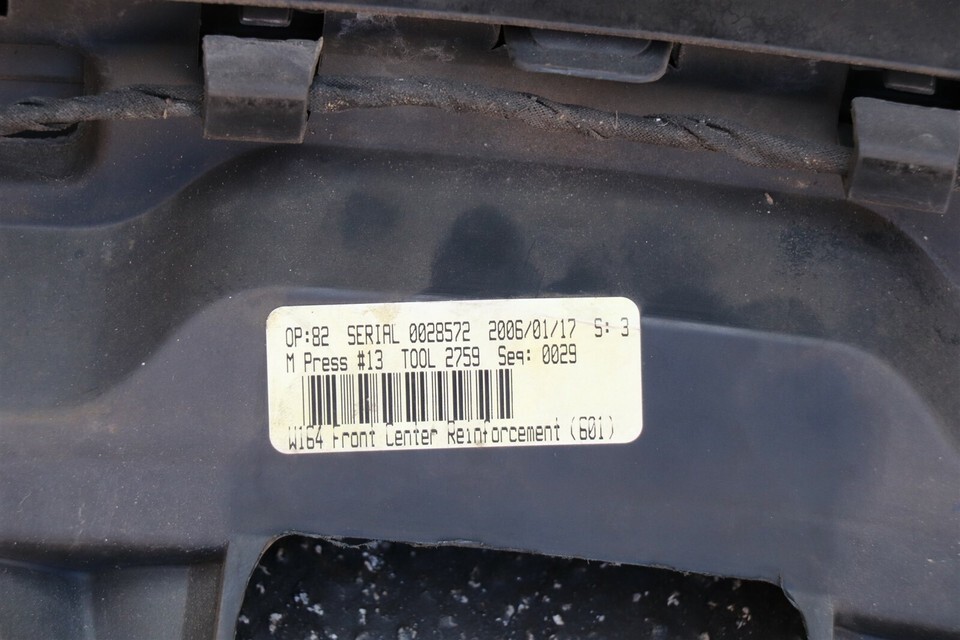 OP:82 SERIAL 0028572 2006/01/17 S: 3
M Press #13 TOOL 2759 Seq: 0029
W164 Front Center Reinforcement (601)